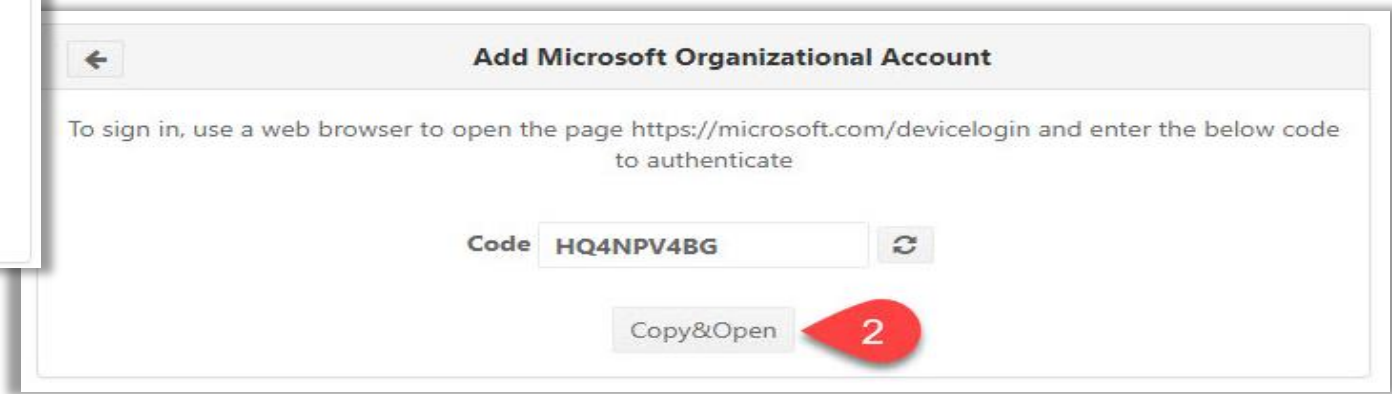 Add Microsoft Organizational Account
To sign in, use a web browser to open the page https://microsoft.com/devicelogin and enter the below code
to authenticate
Code HQ4NPV4BG
Copy&Open 2